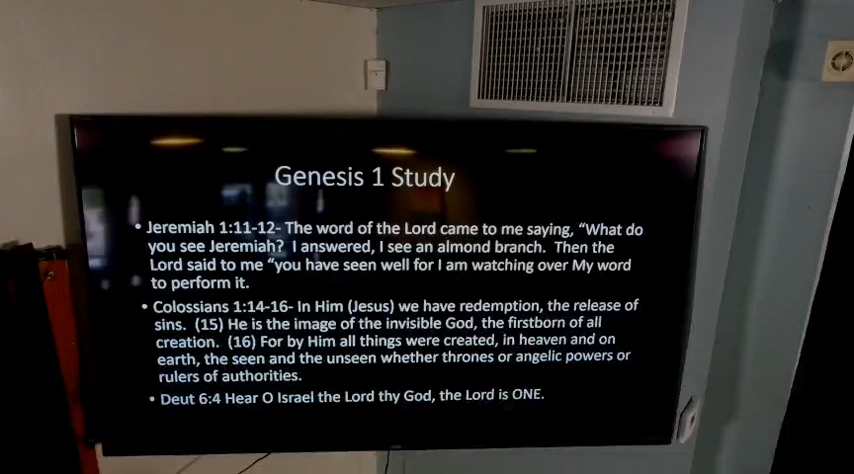 Genesis 1 Study
• Jeremiah 1:11-12- The word of the Lord came to me saying, “What do
you see Jeremiah?  I answered, I see an almond branch.  Then the
Lord said to me “you have seen well for I am watching over My word
to perform it.
• Colossians 1:14-16- In Him (Jesus) we have redemption, the release of
sins.  (15) He is the image of the invisible God, the firstborn of all
creation.  (16) For by Him all things were created, in heaven and on
earth, the seen and the unseen whether thrones or angelic powers or
rulers of authorities.
• Deut 6:4 Hear O Israel the Lord thy God, the Lord is ONE.